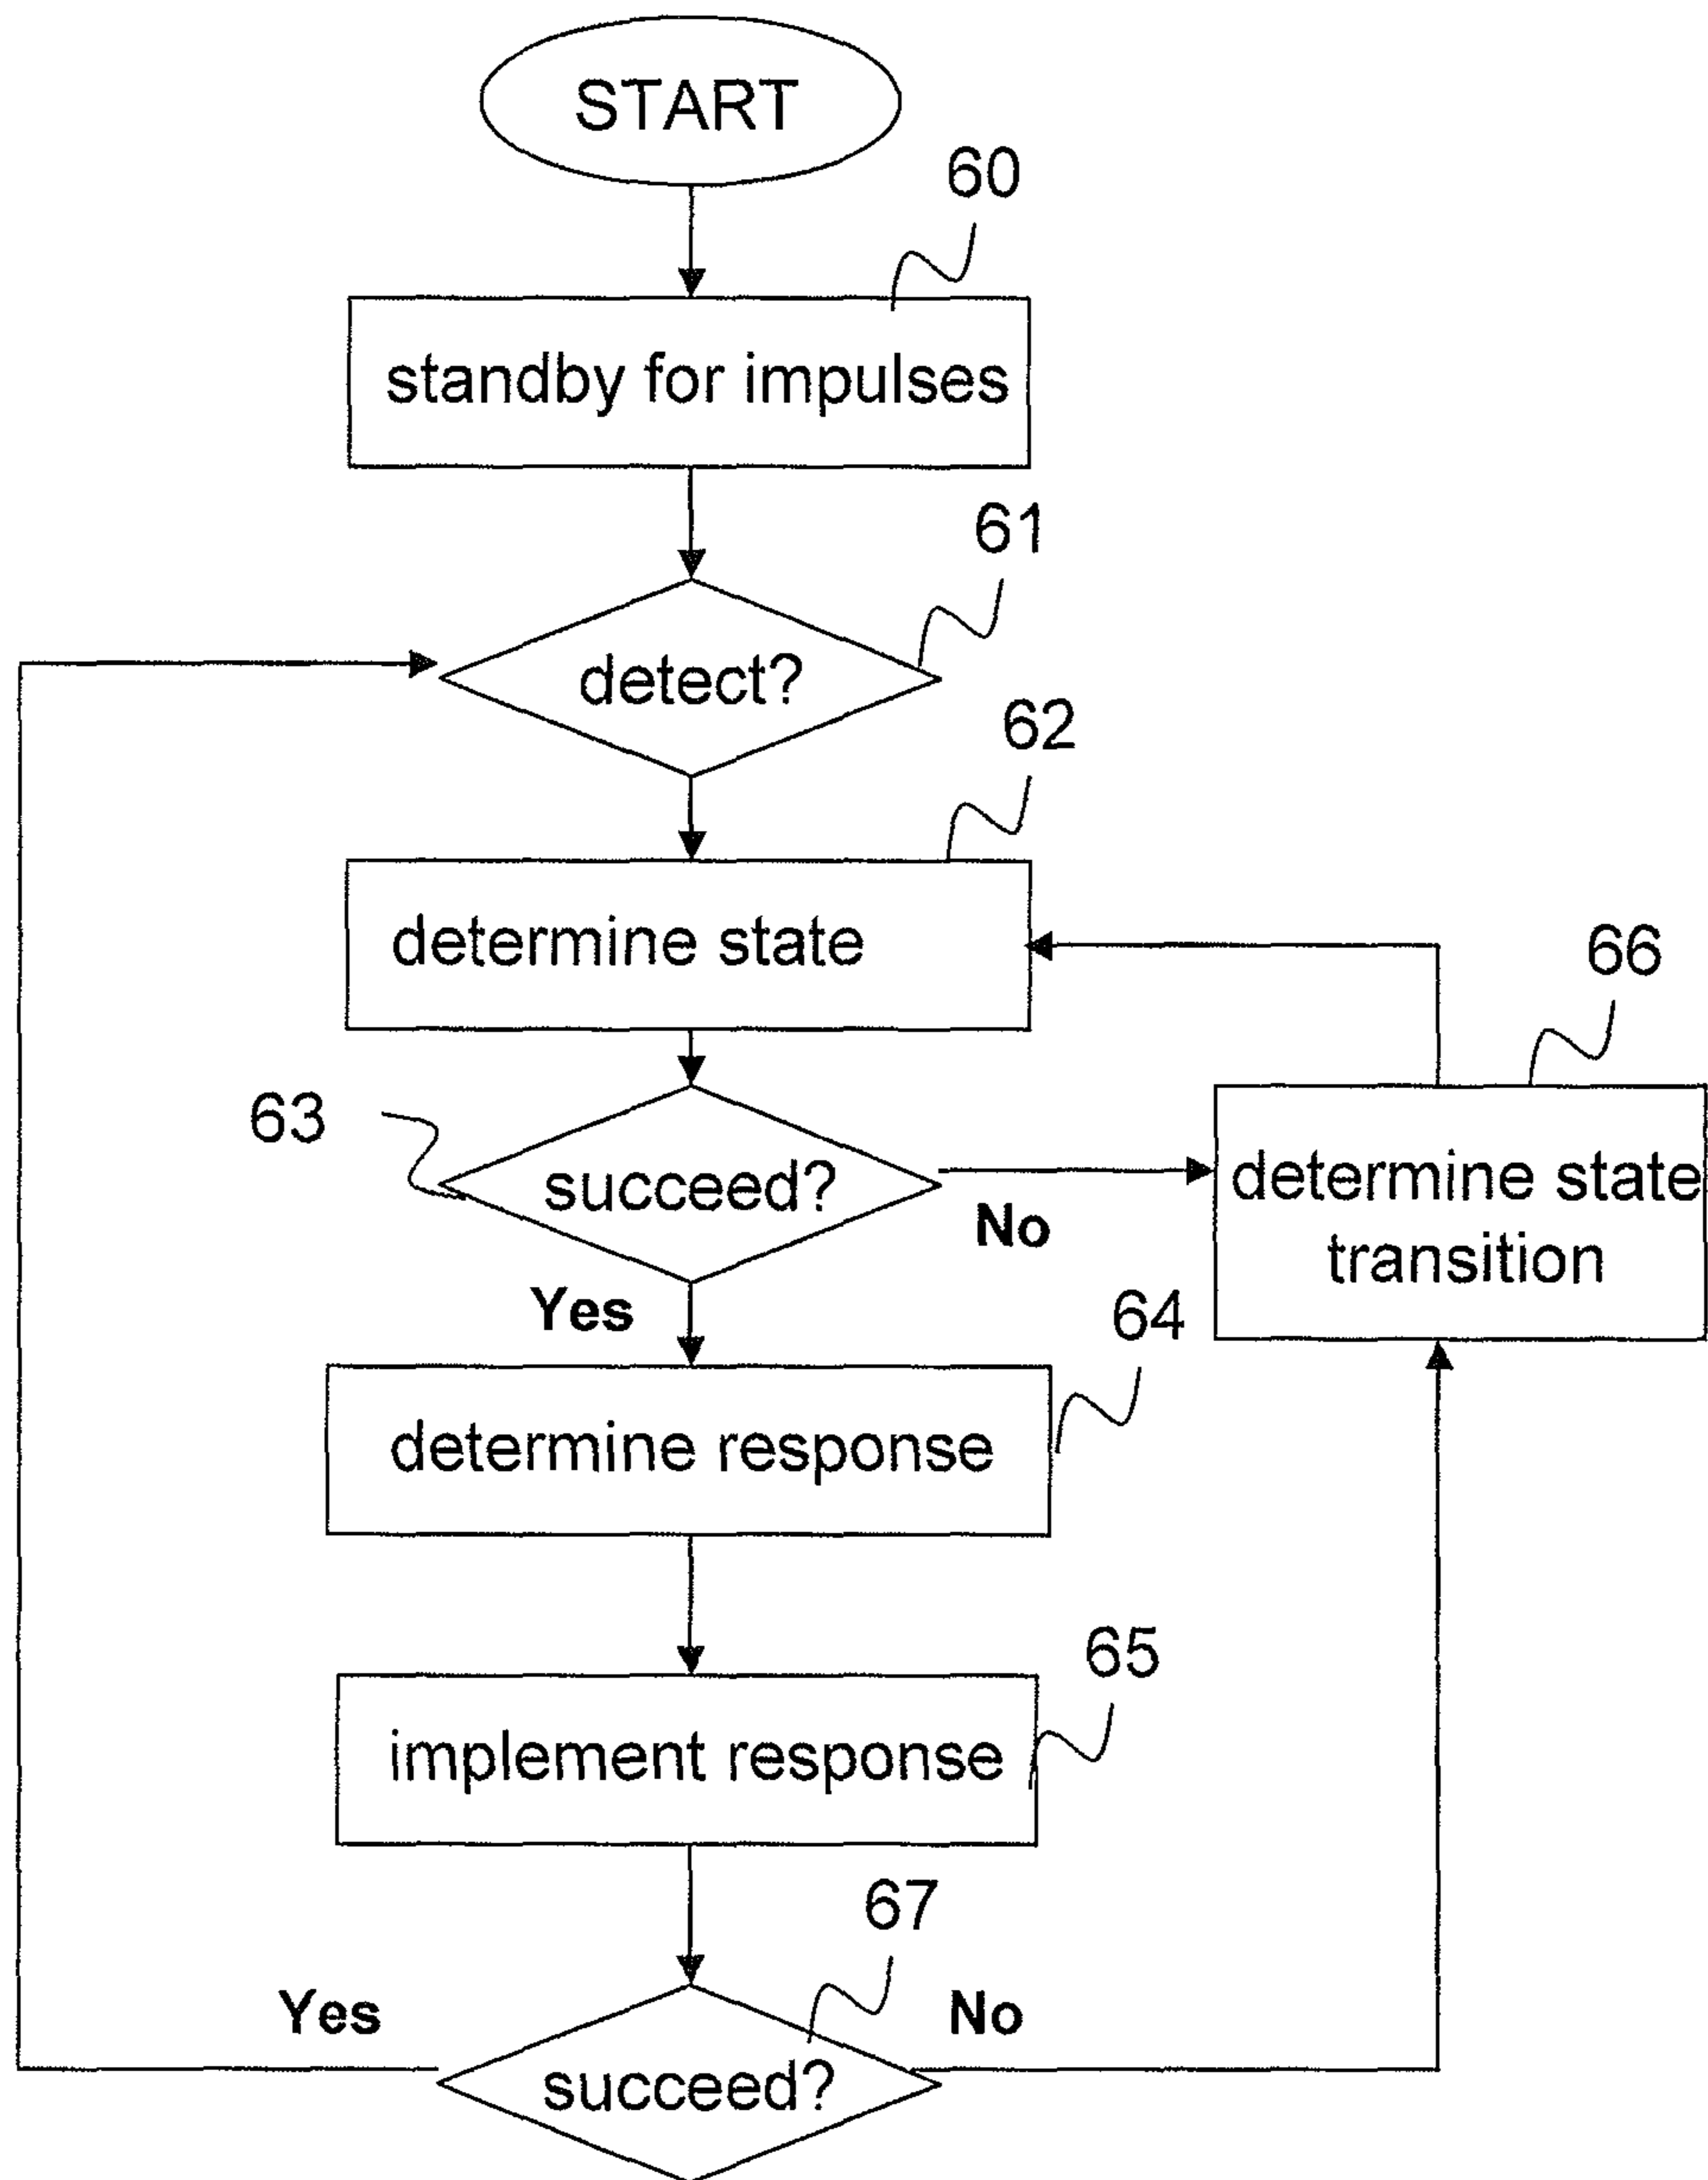 START
60
standby for impulses
61
detect?
62
determine state
66
63
succeed?
No
determine state
transition
Yes
64
determine response
65
implement response
67
Yes
No
succeed?